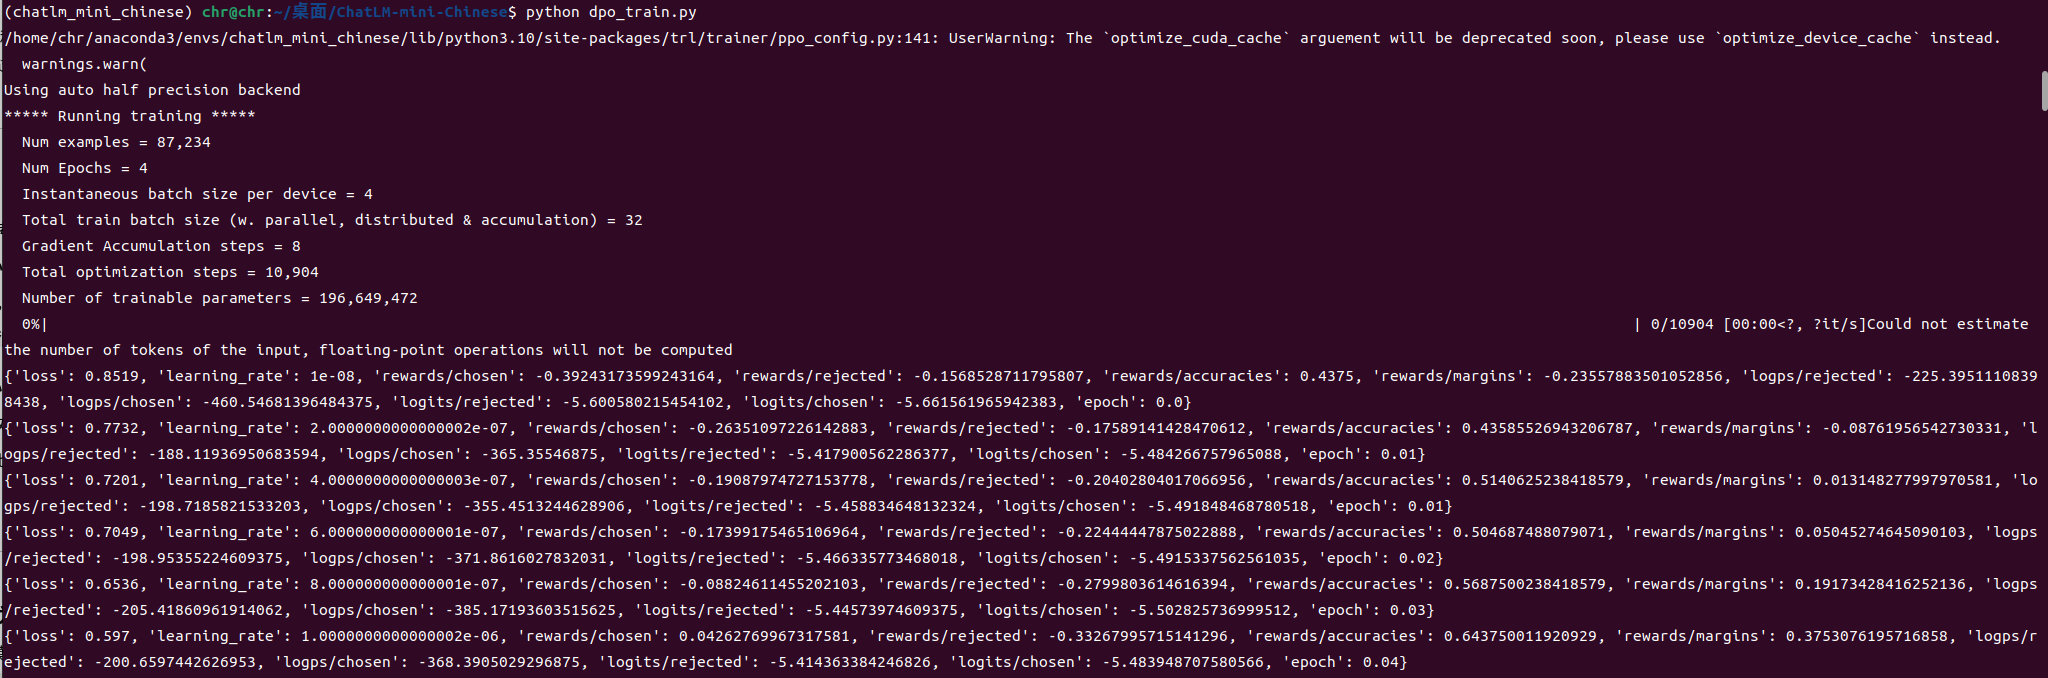 (chatlm_mini_chinese) chr@chr:~/桌面/ChatLM-mini-Chinese$ python dpo_train.py
/home/chr/anaconda3/envs/chatlm_mini_chinese/lib/python3.10/site-packages/trl/trainer/ppo_config.py:141: UserWarning: The `optimize_cuda_cache` arguement will be deprecated soon, please use `optimize_device_cache` instead.
  warnings.warn(
Using auto half precision backend
***** Running training *****
  Num examples = 87,234
  Num Epochs = 4
  Instantaneous batch size per device = 4
  Total train batch size (w. parallel, distributed & accumulation) = 32
  Gradient Accumulation steps = 8
  Total optimization steps = 10,904
  Number of trainable parameters = 196,649,472
  0%| | 0/10904 [00:00<?, ?it/s]Could not estimate
the number of tokens of the input, floating-point operations will not be computed
{'loss': 0.8519, 'learning_rate': 1e-08, 'rewards/chosen': -0.39243173599243164, 'rewards/rejected': -0.1568528711795807, 'rewards/accuracies': 0.4375, 'rewards/margins': -0.23557883501052856, 'logps/rejected': -225.3951110839
8438, 'logps/chosen': -460.54681396484375, 'logits/rejected': -5.600580215454102, 'logits/chosen': -5.661561965942383, 'epoch': 0.0}
{'loss': 0.7732, 'learning_rate': 2.0000000000000002e-07, 'rewards/chosen': -0.26351097226142883, 'rewards/rejected': -0.17589141428470612, 'rewards/accuracies': 0.43585526943206787, 'rewards/margins': -0.08761956542730331, 'l
ogps/rejected': -188.11936950683594, 'logps/chosen': -365.35546875, 'logits/rejected': -5.417900562286377, 'logits/chosen': -5.484266757965088, 'epoch': 0.01}
{'loss': 0.7201, 'learning_rate': 4.0000000000000003e-07, 'rewards/chosen': -0.19087974727153778, 'rewards/rejected': -0.20402804017066956, 'rewards/accuracies': 0.5140625238418579, 'rewards/margins': 0.013148277997970581, 'lo
gps/rejected': -198.7185821533203, 'logps/chosen': -355.4513244628906, 'logits/rejected': -5.458834648132324, 'logits/chosen': -5.491848468780518, 'epoch': 0.01}
{'loss': 0.7049, 'learning_rate': 6.000000000000001e-07, 'rewards/chosen': -0.17399175465106964, 'rewards/rejected': -0.22444447875022888, 'rewards/accuracies': 0.504687488079071, 'rewards/margins': 0.05045274645090103, 'logps
/rejected': -198.95355224609375, 'logps/chosen': -371.8616027832031, 'logits/rejected': -5.466335773468018, 'logits/chosen': -5.4915337562561035, 'epoch': 0.02}
{'loss': 0.6536, 'learning_rate': 8.000000000000001e-07, 'rewards/chosen': -0.08824611455202103, 'rewards/rejected': -0.2799803614616394, 'rewards/accuracies': 0.5687500238418579, 'rewards/margins': 0.19173428416252136, 'logps
/rejected': -205.41860961914062, 'logps/chosen': -385.17193603515625, 'logits/rejected': -5.44573974609375, 'logits/chosen': -5.502825736999512, 'epoch': 0.03}
{'loss': 0.597, 'learning_rate': 1.0000000000000002e-06, 'rewards/chosen': 0.04262769967317581, 'rewards/rejected': -0.33267995715141296, 'rewards/accuracies': 0.643750011920929, 'rewards/margins': 0.3753076195716858, 'logps/r
ejected': -200.6597442626953, 'logps/chosen': -368.3905029296875, 'logits/rejected': -5.414363384246826, 'logits/chosen': -5.483948707580566, 'epoch': 0.04}